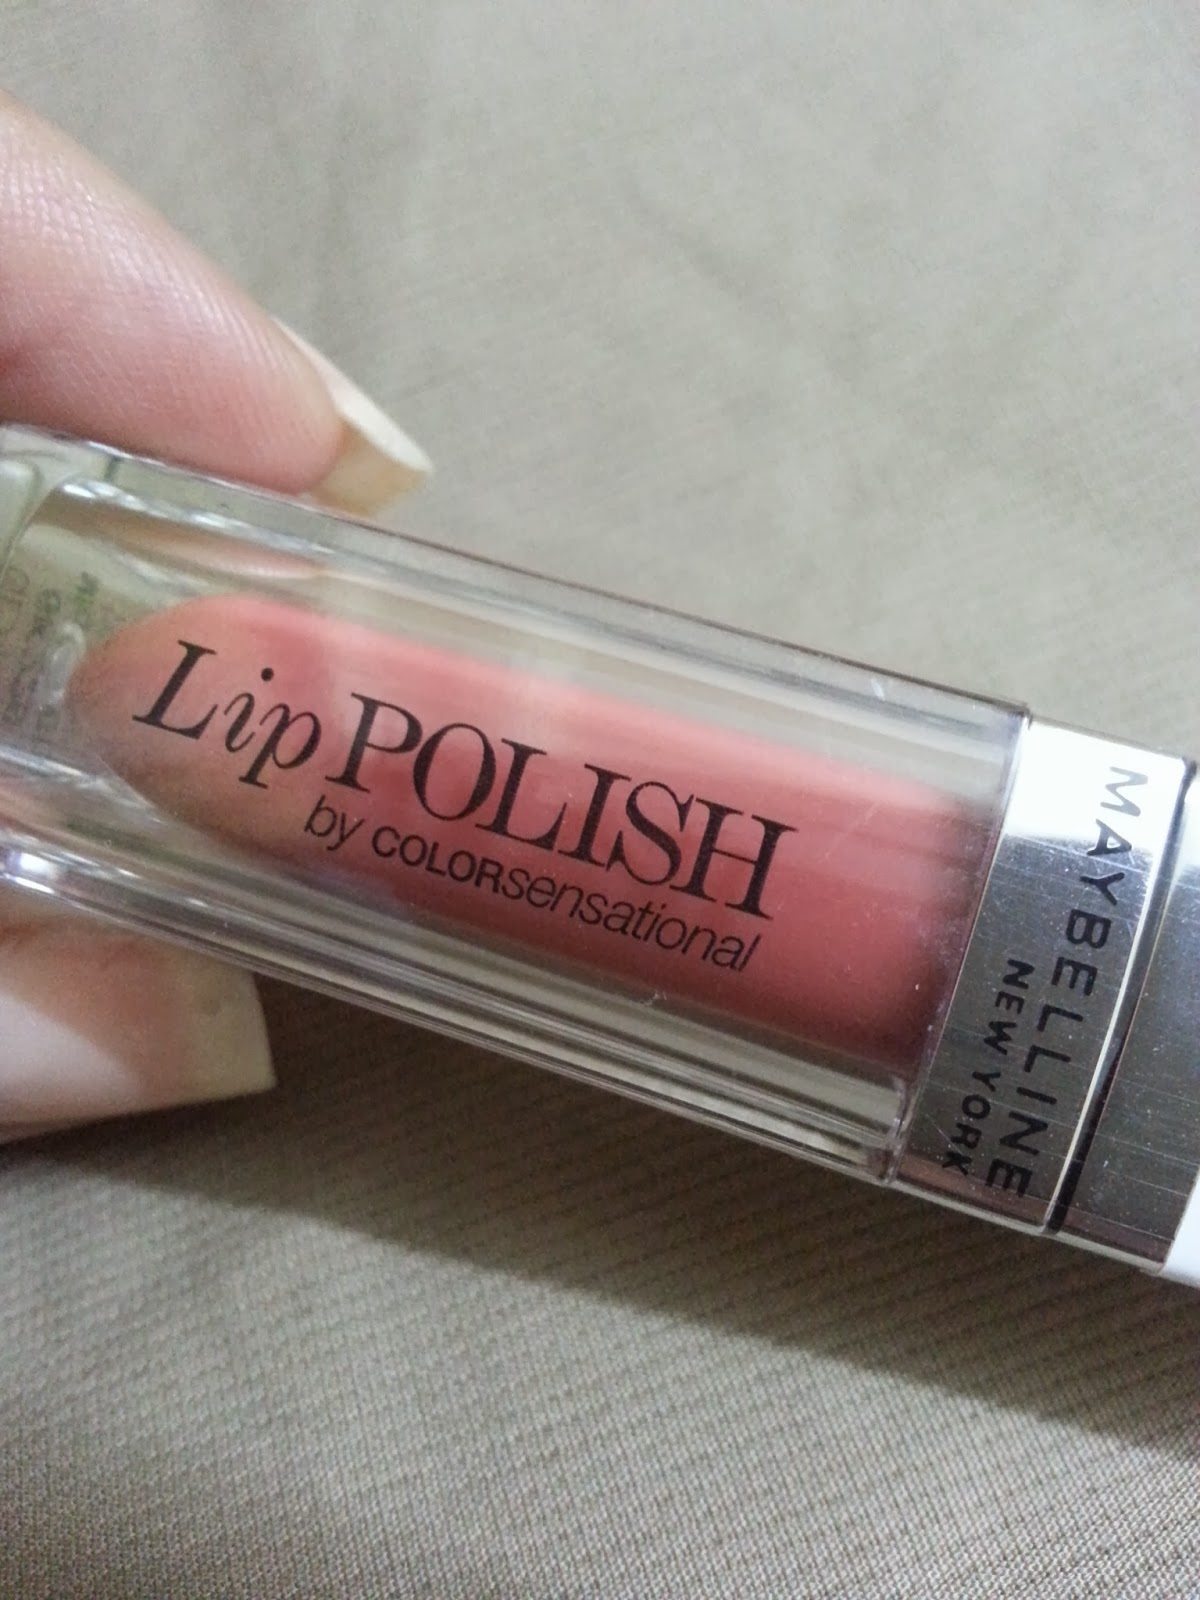 Lip POLISH
by COLORsensational
MAYBELLINE
NEW YORK